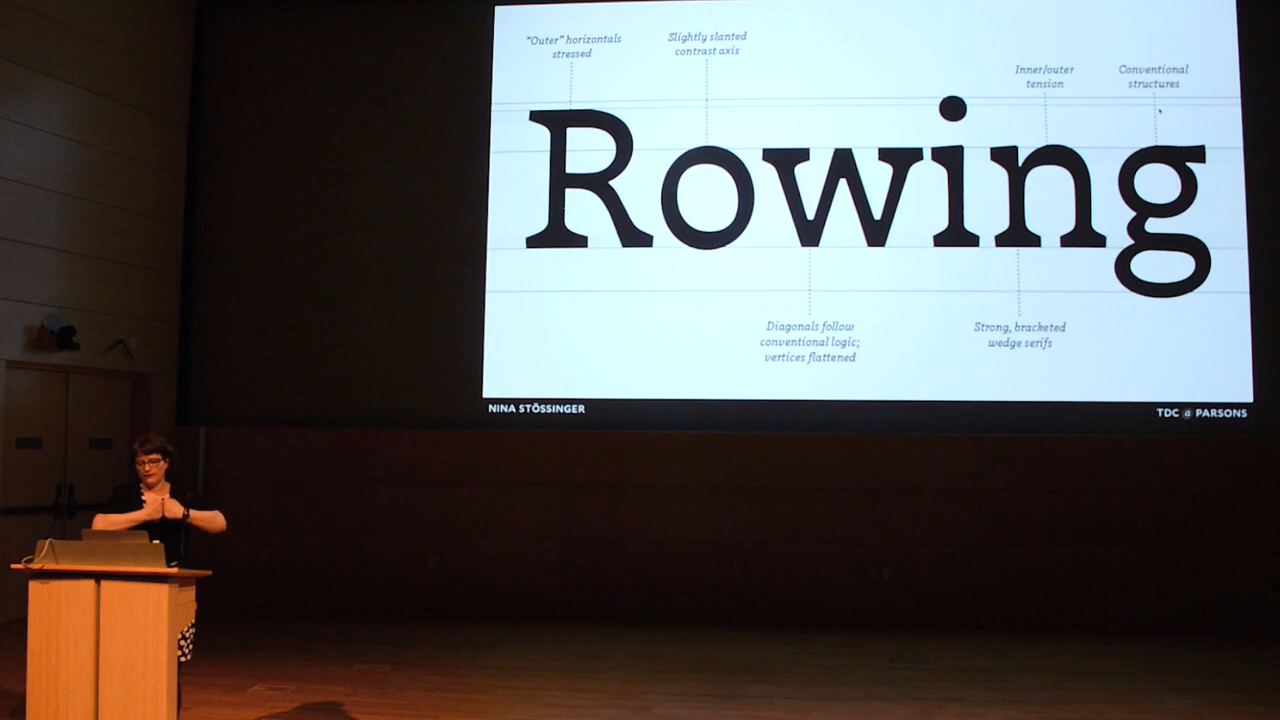 “Outer” horizontals
stressed
Slightly slanted
contrast axis
Inner/outer
tension
Conventional
structures
Rowing
Diagonals follow
conventional logic;
vertices flattened
Strong, bracketed
wedge serifs
NINA STÖSSINGER
TDC @ PARSONS